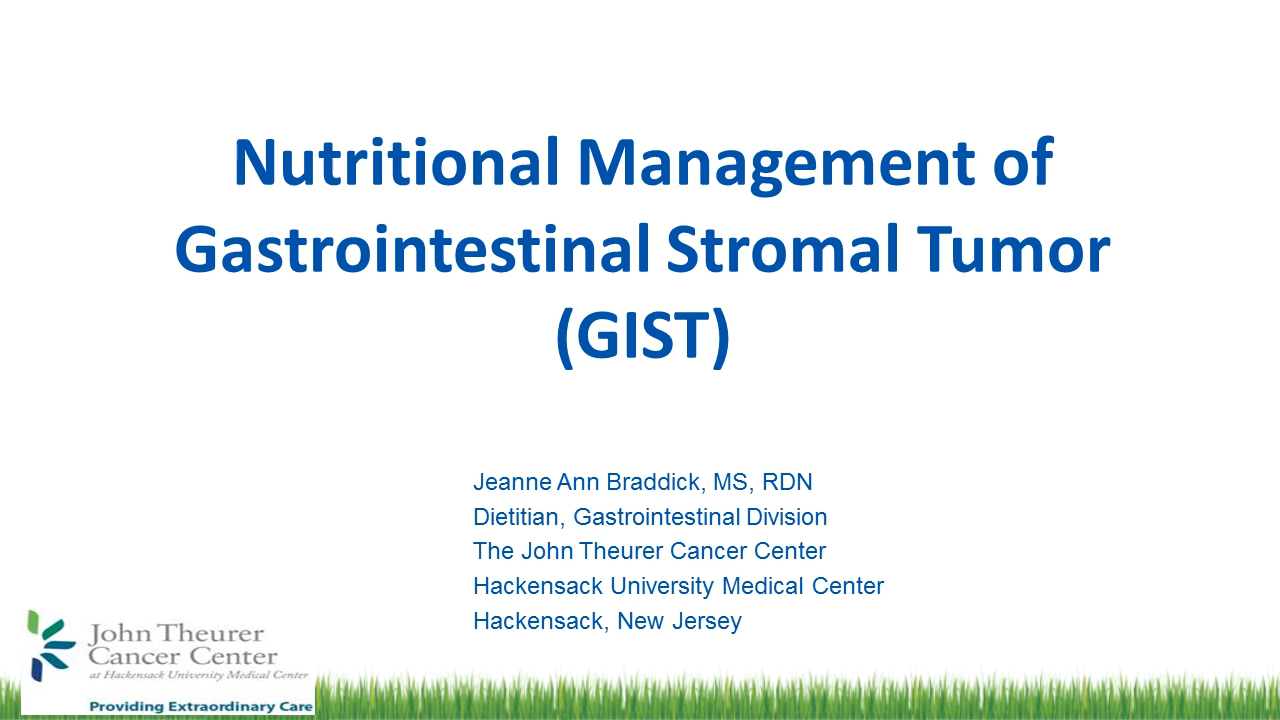 Nutritional Management of
Gastrointestinal Stromal Tumor
(GIST)
Jeanne Ann Braddick, MS, RDN
Dietitian, Gastrointestinal Division
The John Theurer Cancer Center
Hackensack University Medical Center
Hackensack, New Jersey
John Theurer
Cancer Center
at Hackensack University Medical Center
Providing Extraordinary Care